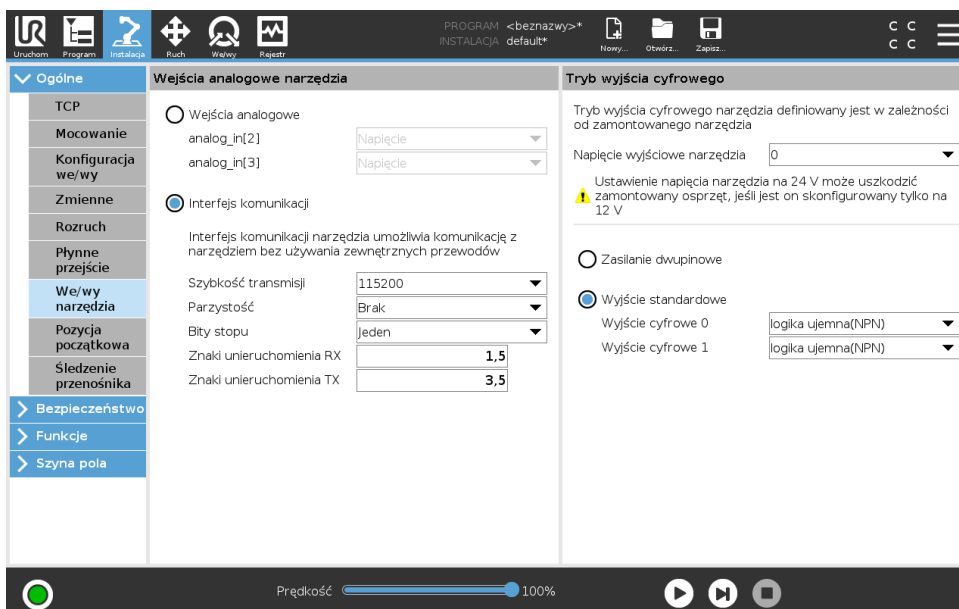 UR
Uruchom
Program
Instalacja
Ruch
We/wy
Rejestr
PROGRAM <beznazwy>*
INSTALACJA default*
Nowy...
Otwórz...
Zapisz...
C C
C C
Ogólne
TCP
Mocowanie
Konfiguracja
we/wy
Zmienne
Rozruch
Płynne
przejście
We/wy
narzędzia
Pozycja
początkowa
Śledzenie
przenośnika
Bezpieczeństwo
Funkcje
Szyna pola
Wejścia analogowe narzędzia
Wejścia analogowe
analog_in[2] Napięcie
analog_in[3] Napięcie
Interfejs komunikacji
Interfejs komunikacji narzędzia umożliwia komunikację z
narzędziem bez używania zewnętrznych przewodów
Szybkość transmisji 115200
Parzystość Brak
Bity stopu Jeden
Znaki unieruchomienia RX 1,5
Znaki unieruchomienia TX 3,5
Tryb wyjścia cyfrowego
Tryb wyjścia cyfrowego narzędzia definiowany jest w zależności
od zamontowanego narzędzia
Napięcie wyjściowe narzędzia 0
Ustawienie napięcia narzędzia na 24 V może uszkodzić
zamontowany osprzęt, jeśli jest on skonfigurowany tylko na
12 V
Zasilanie dwupinowe
Wyjście standardowe
Wyjście cyfrowe 0 logika ujemna(NPN)
Wyjście cyfrowe 1 logika ujemna(NPN)
Prędkość 100%